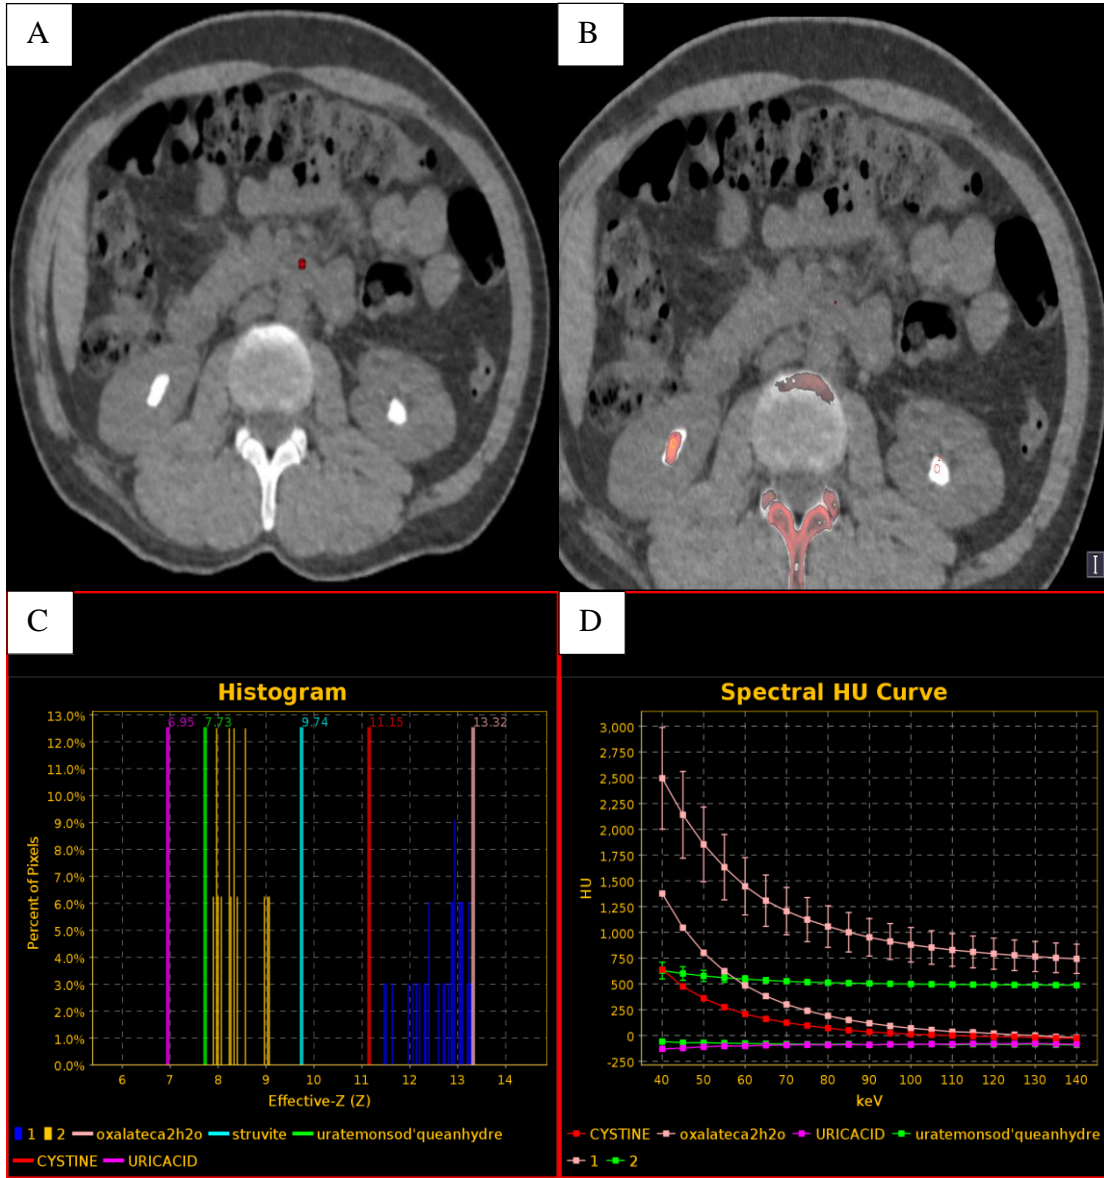 A
B
I
C
D
Histogram
6.95 7.73 9.74 11.15 13.32
13.0%
12.0%
11.0%
10.0%
9.0%
8.0%
7.0%
6.0%
5.0%
4.0%
3.0%
2.0%
1.0%
0.0%
Percent of Pixels
6 7 8 9 10 11 12 13 14
Effective-Z (Z)
1 2 oxalateca2h2o struvite uratemonsod'queanhydre
CYSTINE URICACID
Spectral HU Curve
3,000
2,750
2,500
2,250
2,000
1,750
1,500
1,250
1,000
750
500
250
0
-250
HU
40 50 60 70 80 90 100 110 120 130 140
keV
CYSTINE oxalateca2h2o URICACID uratemonsod'queanhydre
1 2